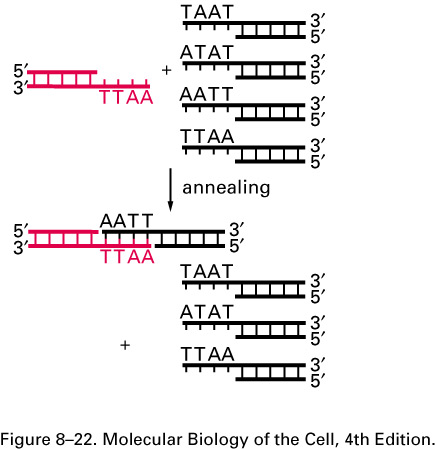 TAAT
3′
5′
ATAT
3′
5′
5′
3′
TTAA
+
AATT
3′
5′
TTAA
3′
5′
annealing
AATT
5′
3′
3′
5′
TTAA
TAAT
3′
5′
ATAT
3′
5′
+
TTAA
3′
5′
Figure 8–22. Molecular Biology of the Cell, 4th Edition.